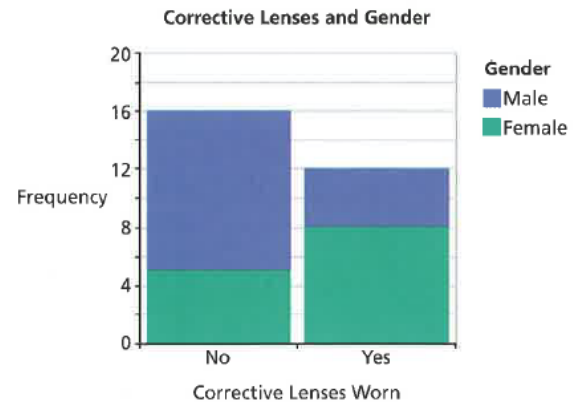 Corrective Lenses and Gender
20
16
12
8
4
0
Frequency
No
Yes
Corrective Lenses Worn
Gender
Male
Female